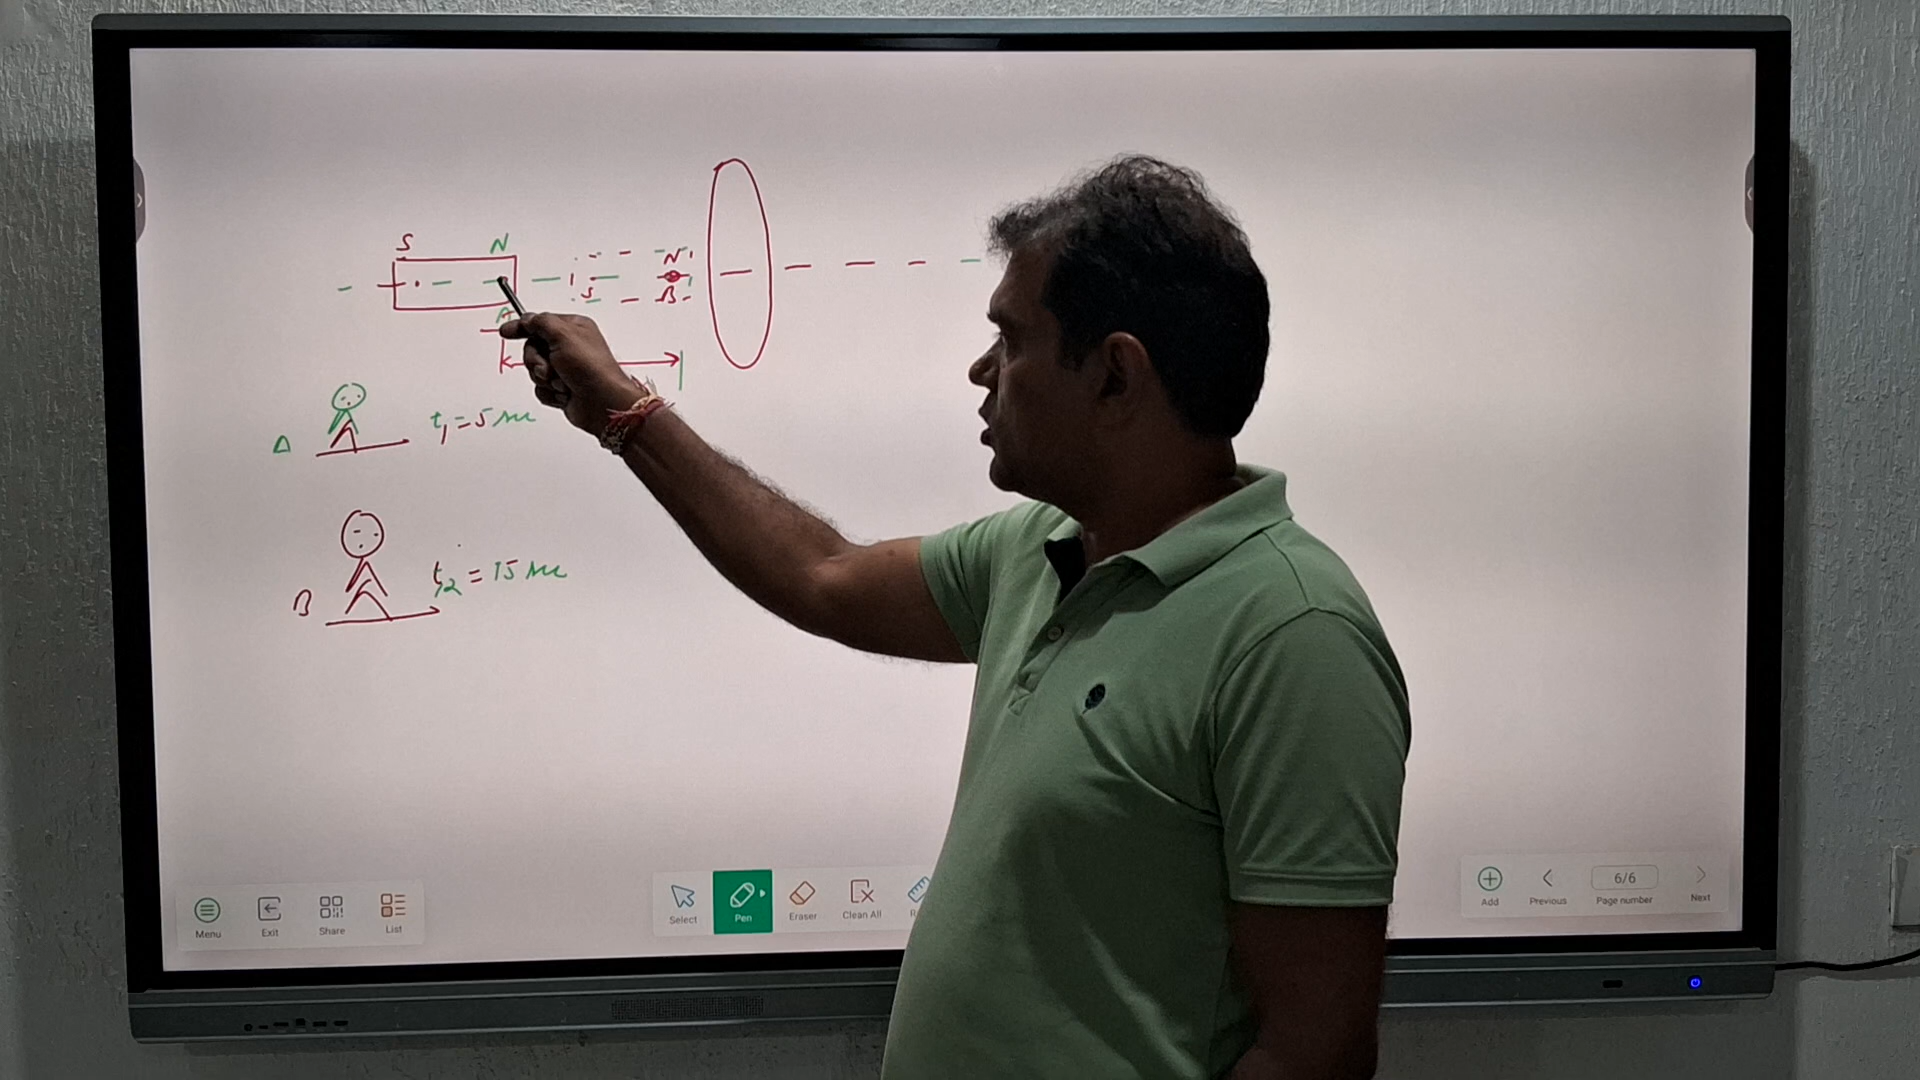 S N N
S B
A
A t₁ = 5 sec
B t₂ = 15 sec
Menu Exit Share List
Select Pen Eraser Clean All
Add Previous 6/6 Page number Next